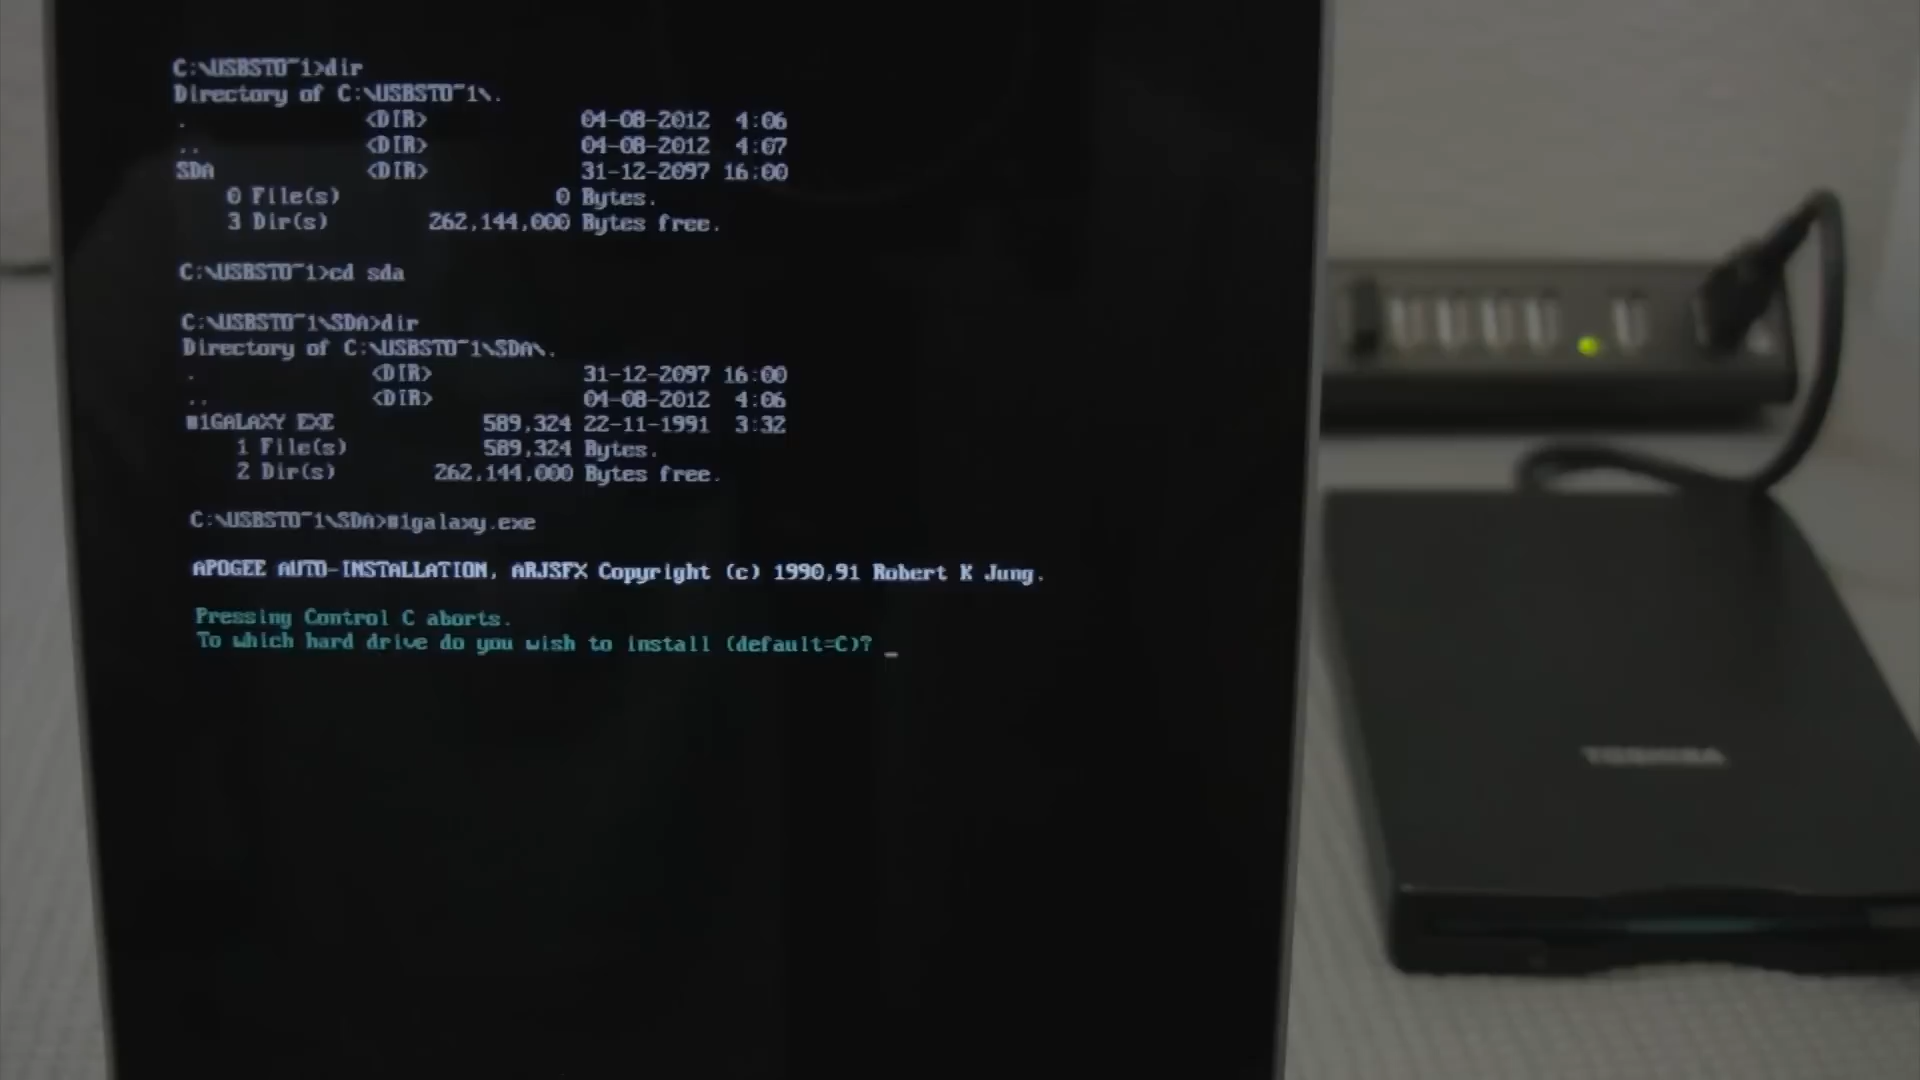 C:\USBSTO~1>dir
Directory of C:\USBSTO~1\.
. <DIR> 04-08-2012 4:06
.. <DIR> 04-08-2012 4:07
SDA <DIR> 31-12-2097 16:00
0 File(s) 0 Bytes.
3 Dir(s) 262,144,000 Bytes free.
C:\USBSTO~1>cd sda
C:\USBSTO~1\SDA>dir
Directory of C:\USBSTO~1\SDA\.
. <DIR> 31-12-2097 16:00
.. <DIR> 04-08-2012 4:06
#1GALAXY EXE 589,324 22-11-1991 3:32
1 File(s) 589,324 Bytes.
2 Dir(s) 262,144,000 Bytes free.
C:\USBSTO~1\SDA>#1galaxy.exe
APOGEE AUTO-INSTALLATION, ARJSFX Copyright (c) 1990,91 Robert K Jung.
Pressing Control C aborts.
To which hard drive do you wish to install (default=C)? _
TOSHIBA